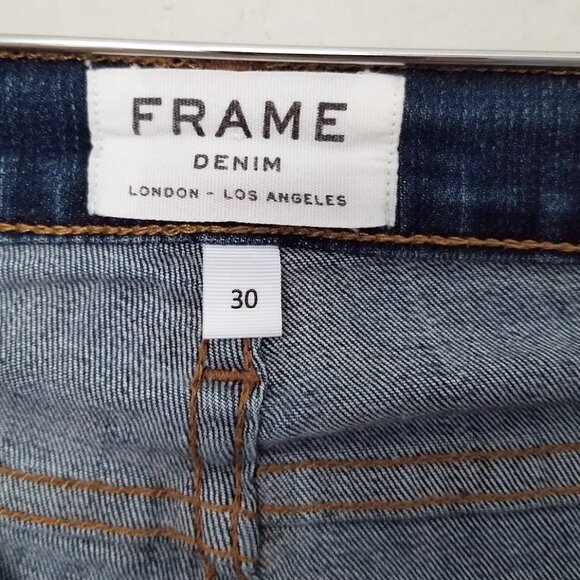 FRAME
DENIM
LONDON - LOS ANGELES
30